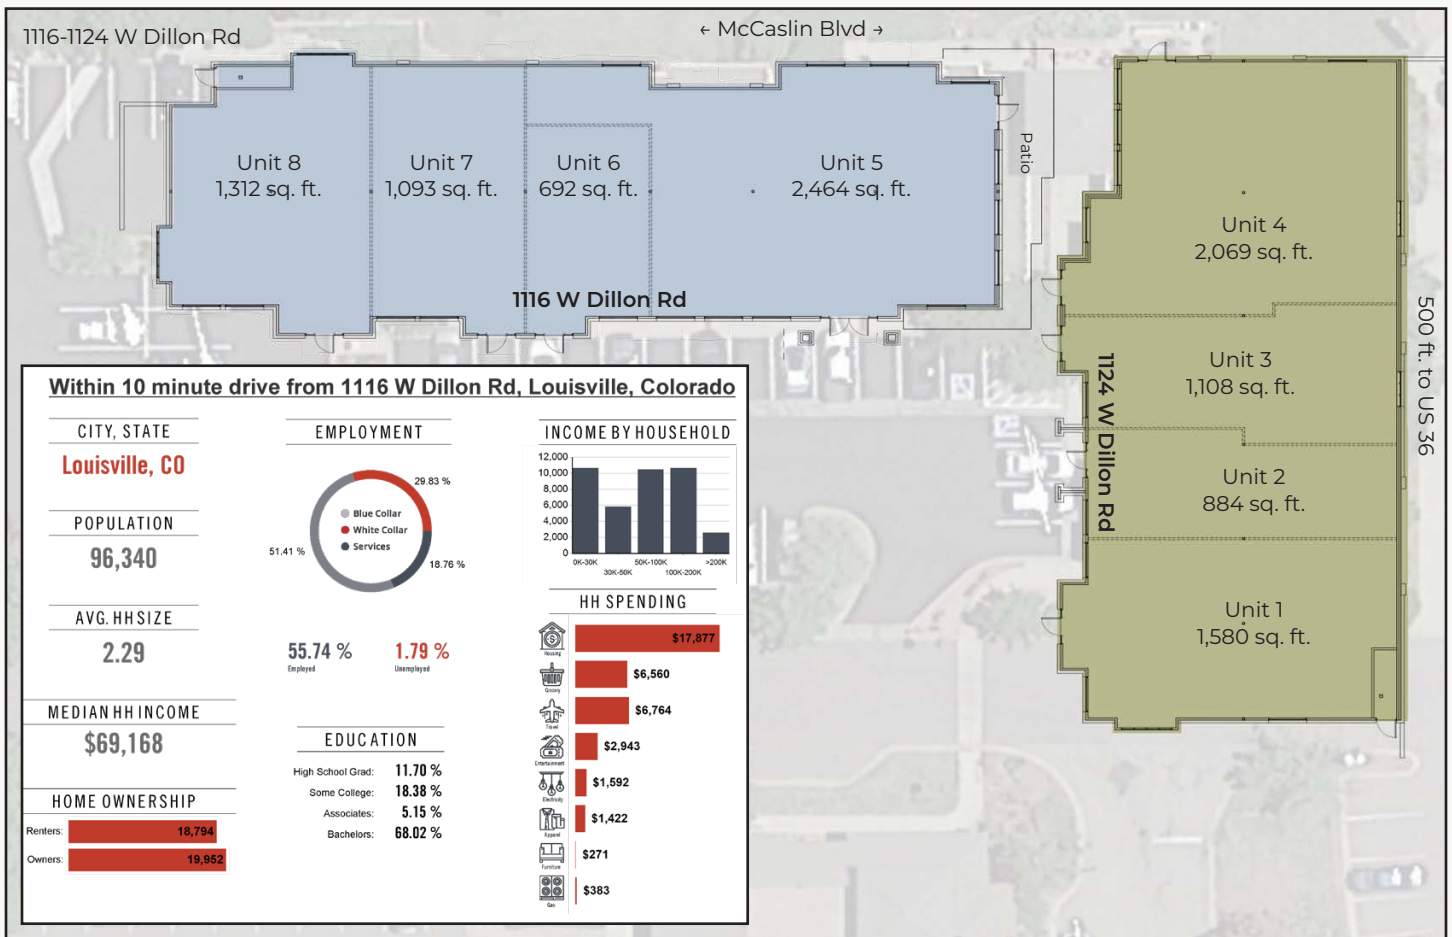 1116-1124 W Dillon Rd
← McCaslin Blvd →
Unit 8
1,312 sq. ft.
Unit 7
1,093 sq. ft.
Unit 6
692 sq. ft.
Unit 5
2,464 sq. ft.
Patio
1116 W Dillon Rd
Unit 4
2,069 sq. ft.
Unit 3
1,108 sq. ft.
Unit 2
884 sq. ft.
Unit 1
1,580 sq. ft.
1124 W Dillon Rd
500 ft. to US 36
Within 10 minute drive from 1116 W Dillon Rd, Louisville, Colorado
CITY, STATE
Louisville, CO
POPULATION
96,340
AVG. HH SIZE
2.29
MEDIAN HH INCOME
$69,168
HOME OWNERSHIP
Renters: 18,794
Owners: 19,952
EMPLOYMENT
29.83 %
Blue Collar
White Collar
Services
51.41 %
18.76 %
55.74 % 1.79 %
Employed Unemployed
EDUCATION
High School Grad: 11.70 %
Some College: 18.38 %
Associates: 5.15 %
Bachelors: 68.02 %
INCOME BY HOUSEHOLD
12,000
10,000
8,000
6,000
4,000
2,000
0
0K-30K 50K-100K >200K
30K-50K 100K-200K
HH SPENDING
$17,877
Housing
$6,560
Grocery
$6,764
Travel
$2,943
Entertainment
$1,592
Electricity
$1,422
Apparel
$271
Furniture
$383
Gas